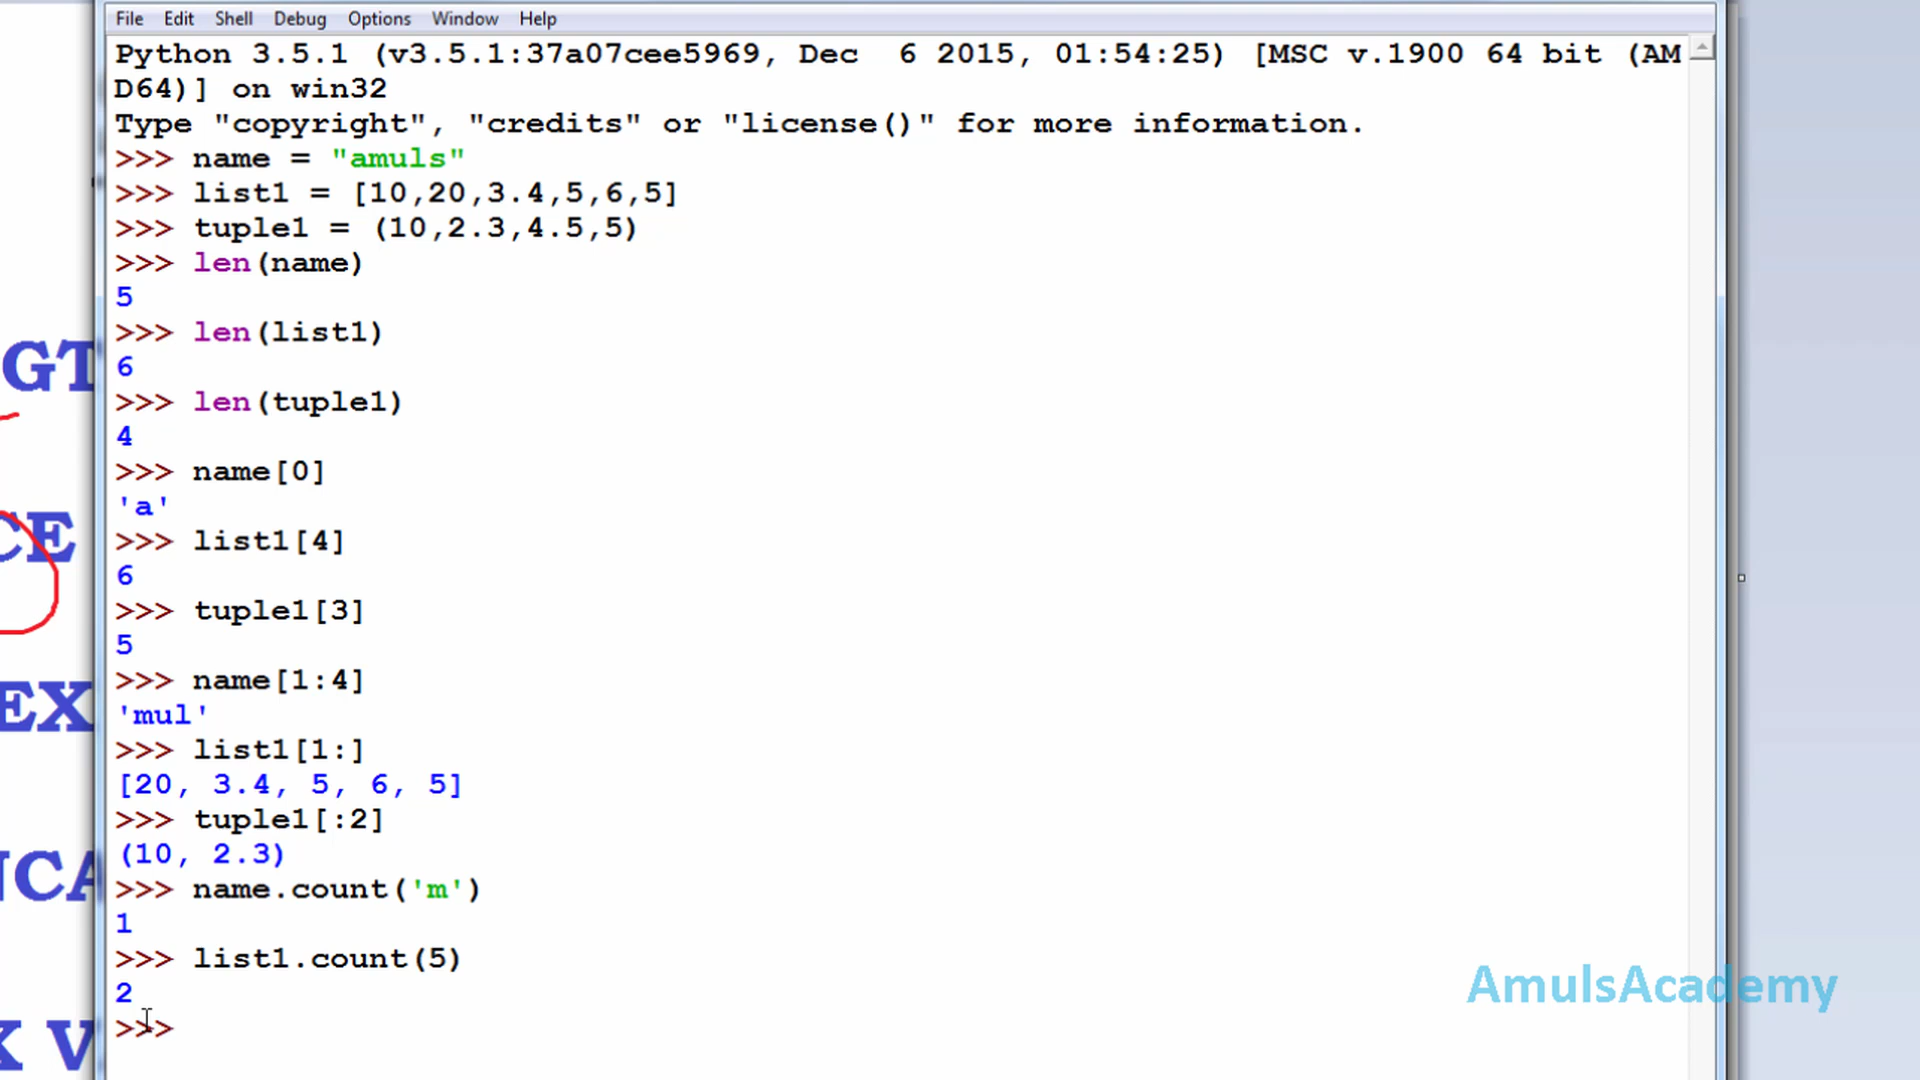 File Edit Shell Debug Options Window Help
Python 3.5.1 (v3.5.1:37a07cee5969, Dec  6 2015, 01:54:25) [MSC v.1900 64 bit (AM
D64)] on win32
Type "copyright", "credits" or "license()" for more information.
>>> name = "amuls"
>>> list1 = [10,20,3.4,5,6,5]
>>> tuple1 = (10,2.3,4.5,5)
>>> len(name)
5
>>> len(list1)
6
>>> len(tuple1)
4
>>> name[0]
'a'
>>> list1[4]
6
>>> tuple1[3]
5
>>> name[1:4]
'mul'
>>> list1[1:]
[20, 3.4, 5, 6, 5]
>>> tuple1[:2]
(10, 2.3)
>>> name.count('m')
1
>>> list1.count(5)
2
>>>
GT
CE
EX
NCA
X V
AmulsAcademy